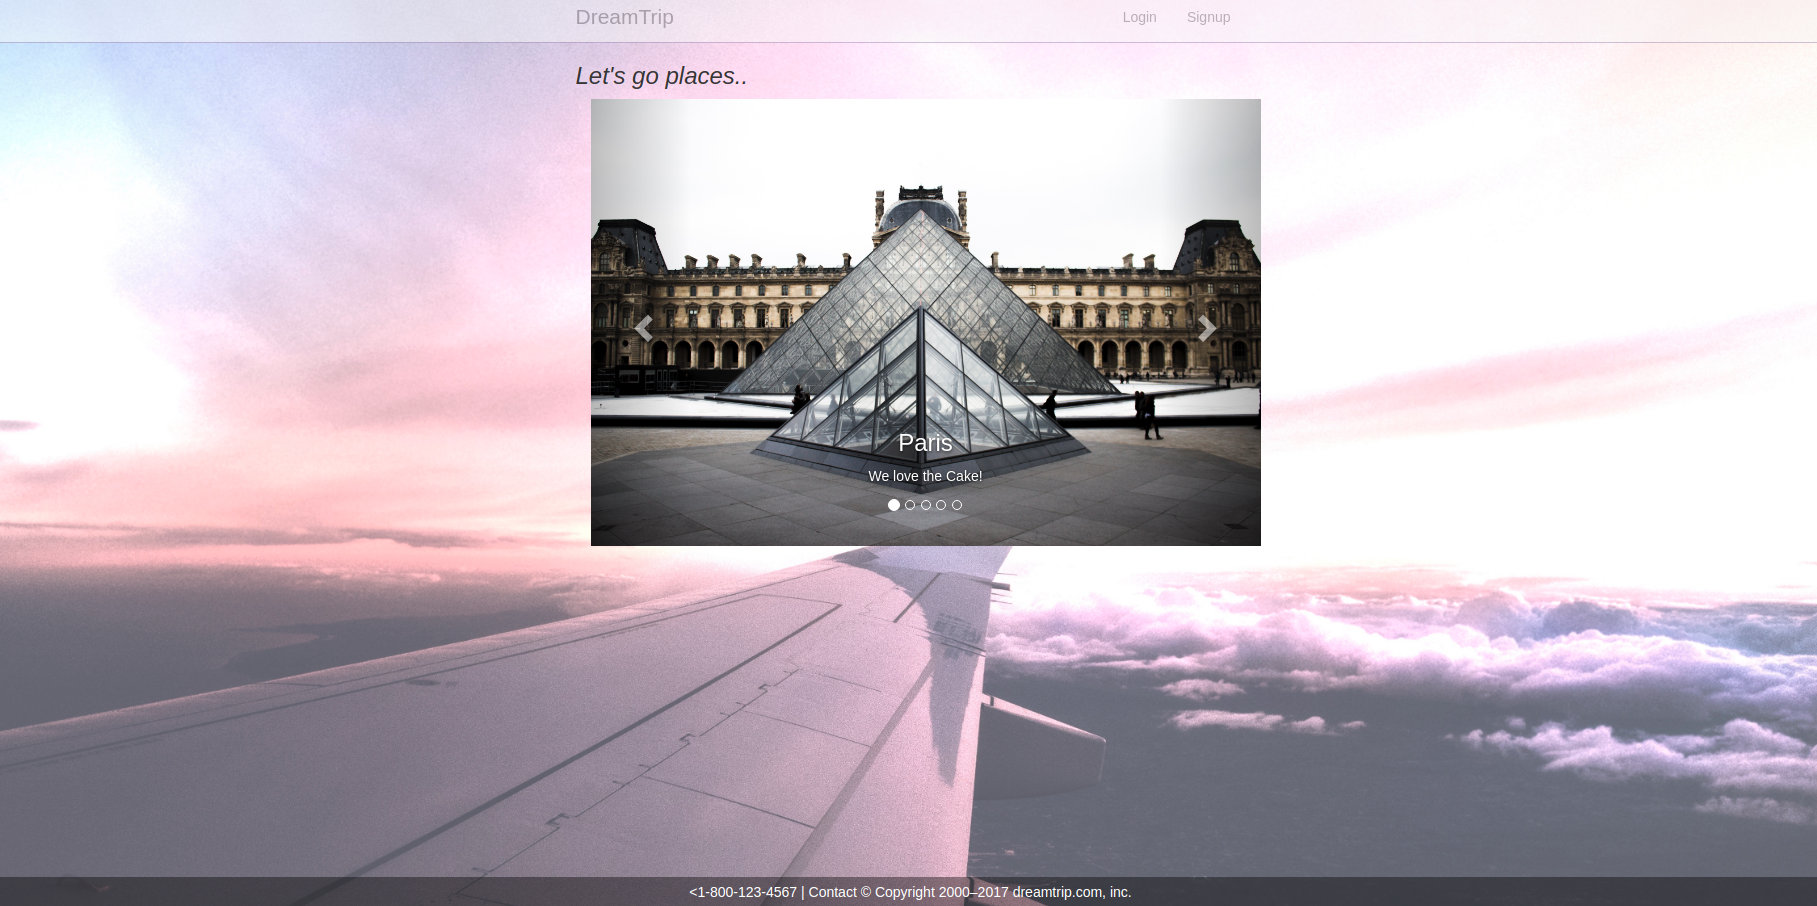 DreamTrip Login Signup
Let's go places..
Paris
We love the Cake!
<1-800-123-4567 | Contact © Copyright 2000–2017 dreamtrip.com, inc.